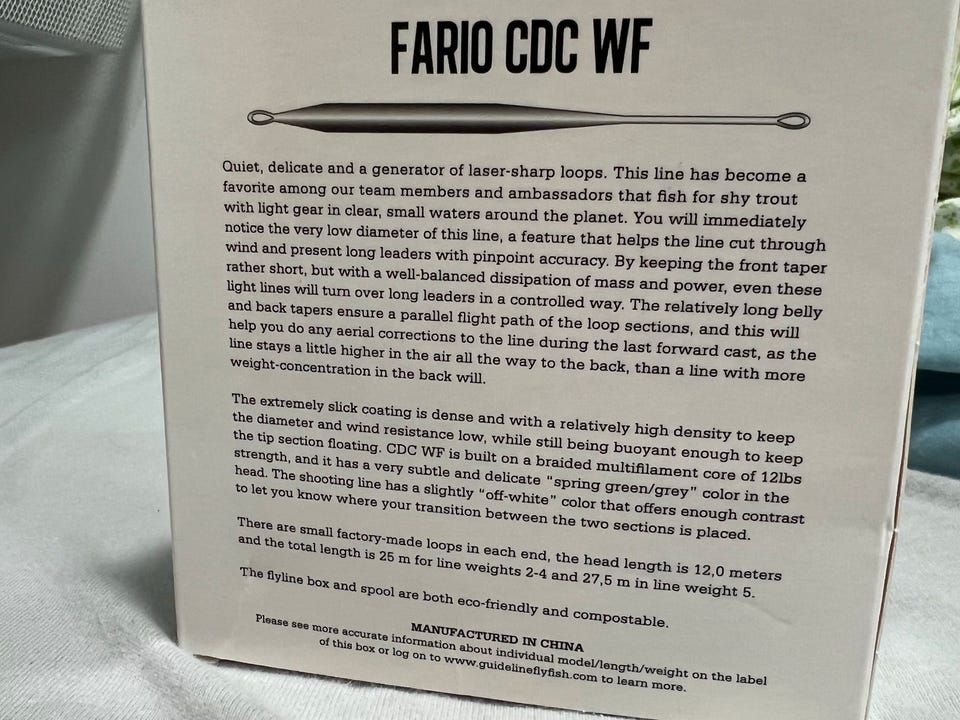 FARIO CDC WF
Quiet, delicate and a generator of laser-sharp loops. This line has become a
favorite among our team members and ambassadors that fish for shy trout
with light gear in clear, small waters around the planet. You will immediately
notice the very low diameter of this line, a feature that helps the line cut through
wind and present long leaders with pinpoint accuracy. By keeping the front taper
rather short, but with a well-balanced dissipation of mass and power, even these
light lines will turn over long leaders in a controlled way. The relatively long belly
and back tapers ensure a parallel flight path of the loop sections, and this will
help you do any aerial corrections to the line during the last forward cast, as the
line stays a little higher in the air all the way to the back, than a line with more
weight-concentration in the back will.
The extremely slick coating is dense and with a relatively high density to keep
the diameter and wind resistance low, while still being buoyant enough to keep
the tip section floating. CDC WF is built on a braided multifilament core of 12lbs
strength, and it has a very subtle and delicate "spring green/grey" color in the
head. The shooting line has a slightly "off-white" color that offers enough contrast
to let you know where your transition between the two sections is placed.
There are small factory-made loops in each end, the head length is 12,0 meters
and the total length is 25 m for line weights 2-4 and 27,5 m in line weight 5.
The flyline box and spool are both eco-friendly and compostable.
MANUFACTURED IN CHINA
Please see more accurate information about individual model/length/weight on the label
of this box or log on to www.guidelineflyfish.com to learn more.